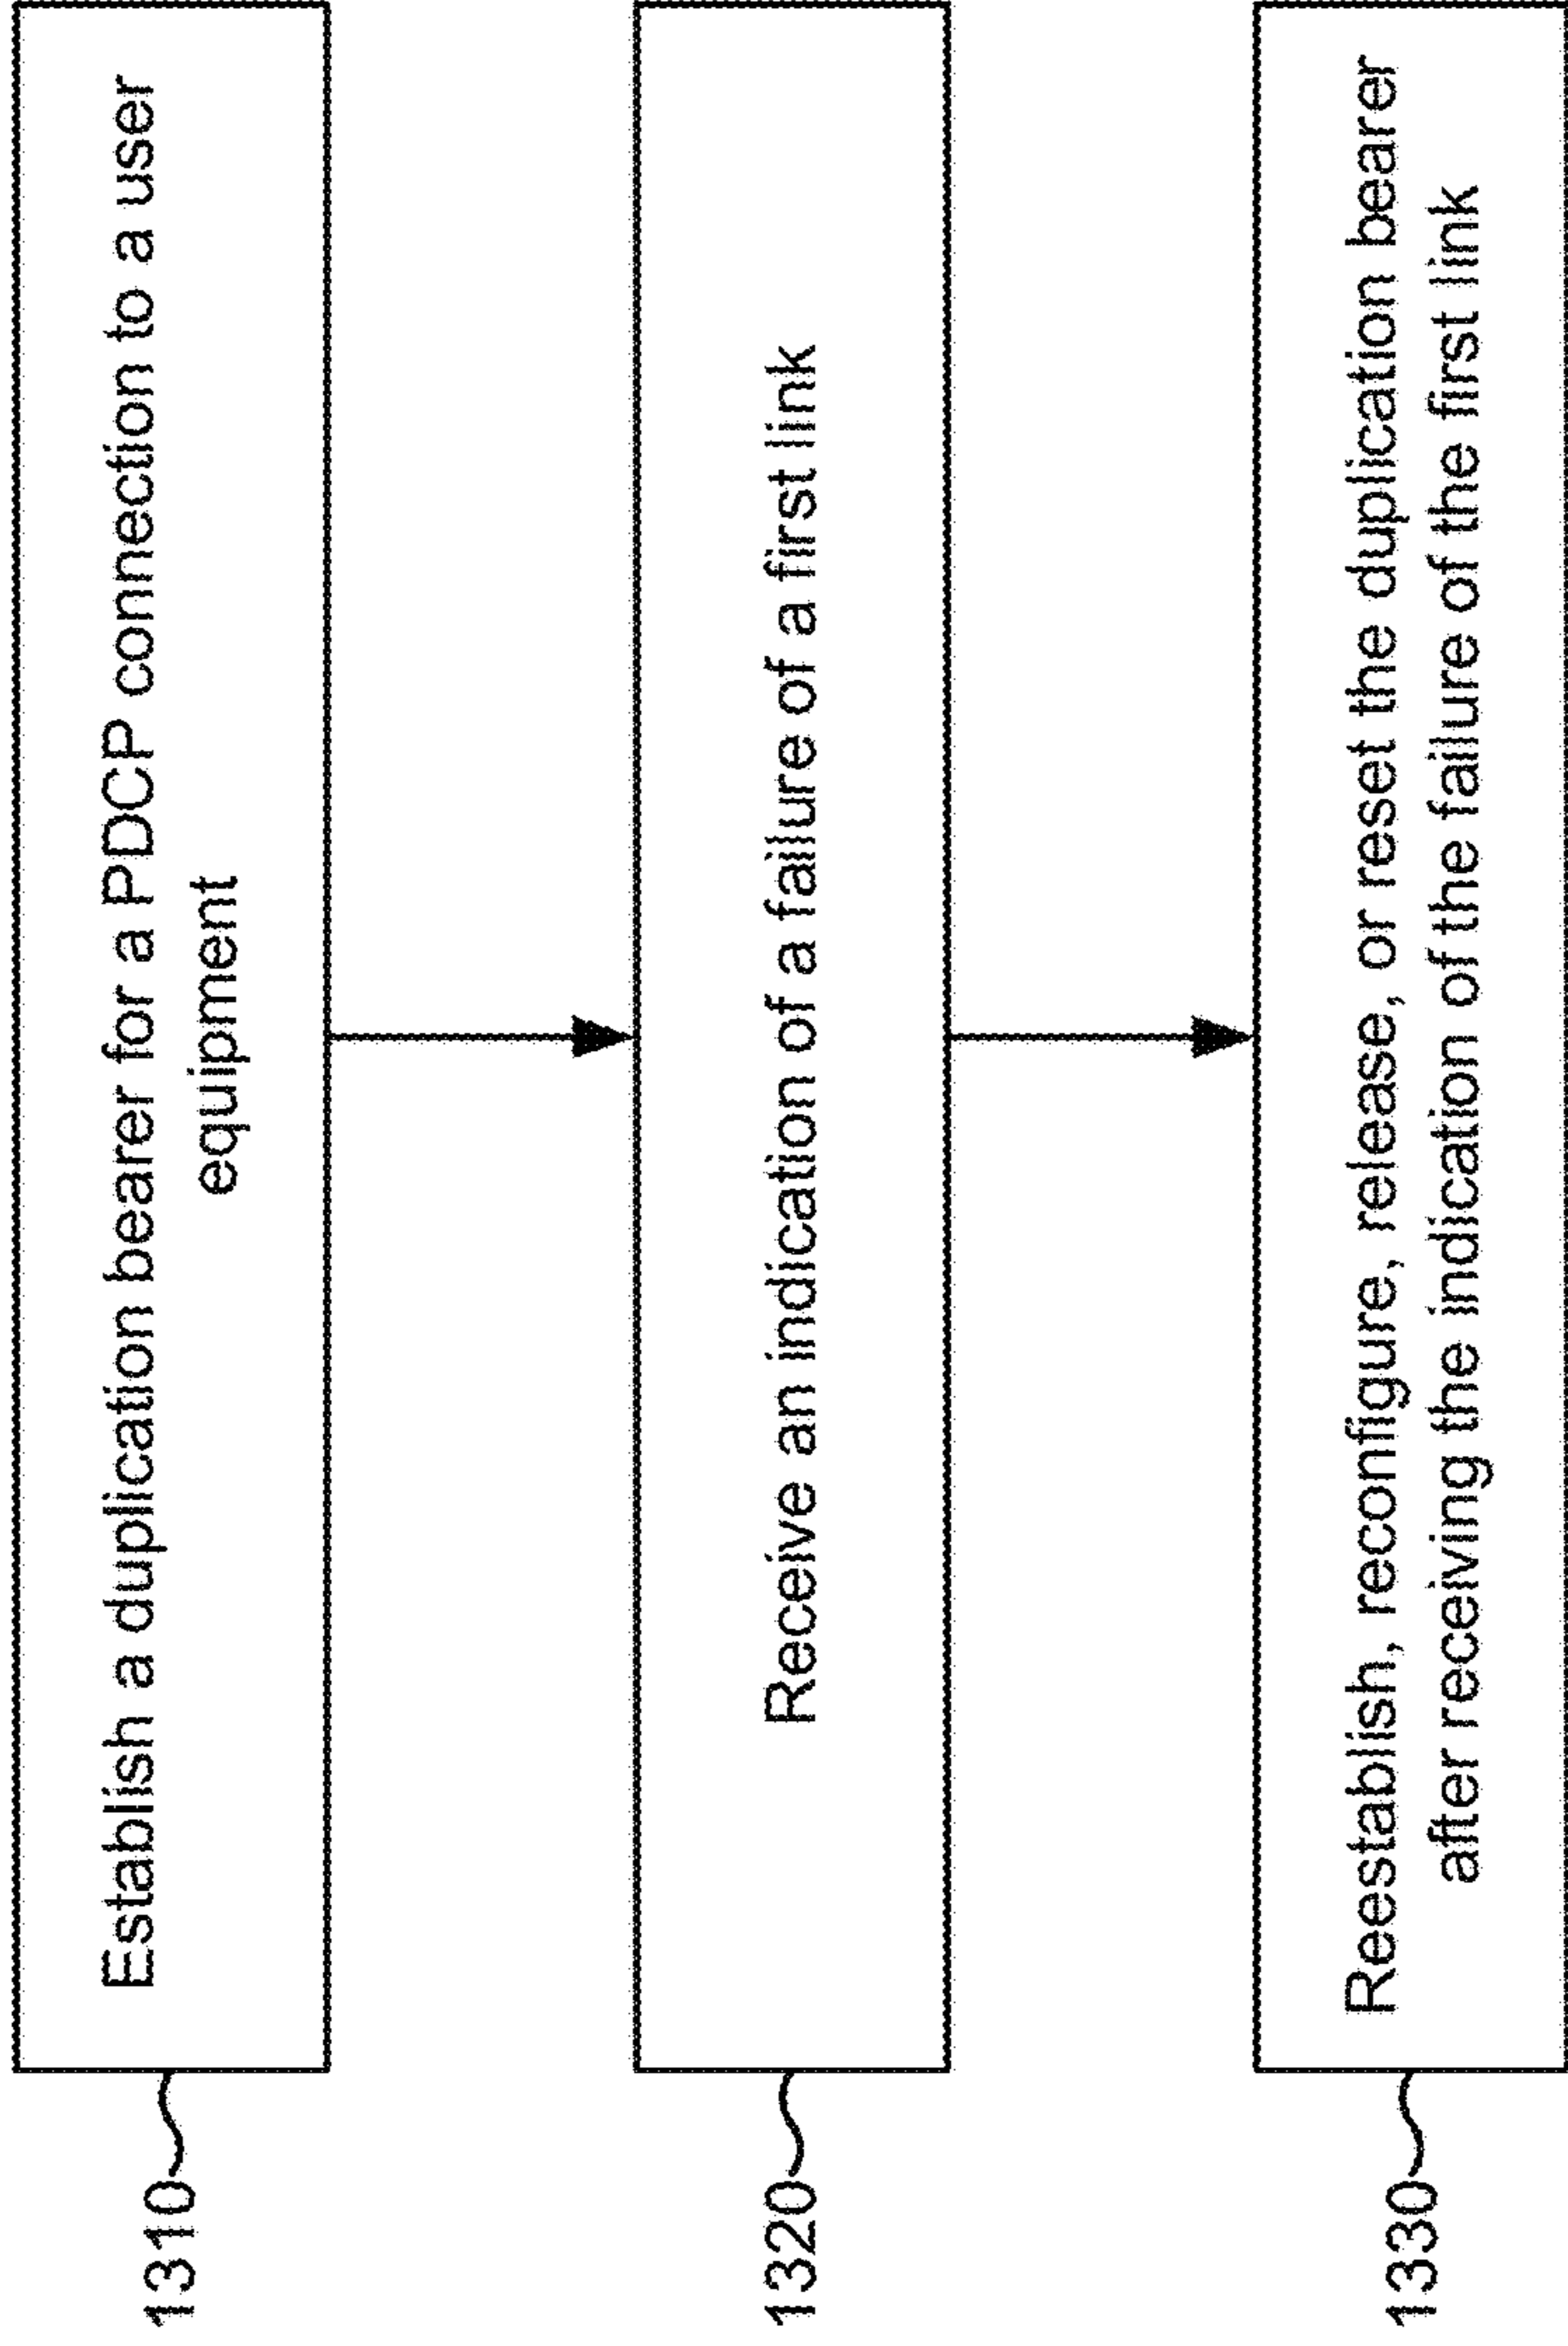 1310
Establish a duplication bearer for a PDCP connection to a user
equipment
1320
Receive an indication of a failure of a first link
1330
Reestablish, reconfigure, release, or reset the duplication bearer
after receiving the indication of the failure of the first link